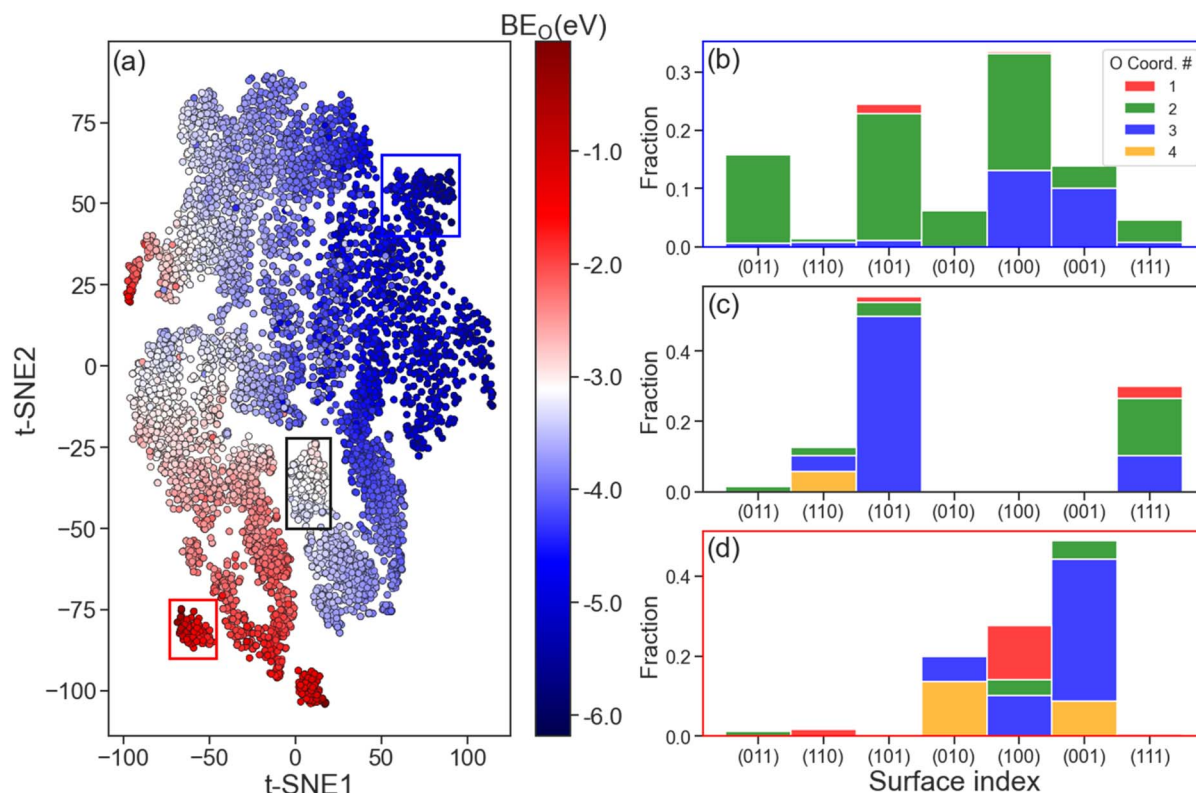 BE_O(eV)
(a)
75
50
25
0
−25
−50
−75
−100
t-SNE2
−100
−50
0
50
100
t-SNE1
-1.0
-2.0
-3.0
-4.0
-5.0
-6.0
(b)
O Coord. #
1
2
3
4
0.3
0.2
0.1
0.0
Fraction
(011) (110) (101) (010) (100) (001) (111)
(c)
0.4
0.2
0.0
Fraction
(011) (110) (101) (010) (100) (001) (111)
(d)
0.4
0.2
0.0
Fraction
(011) (110) (101) (010) (100) (001) (111)
Surface index